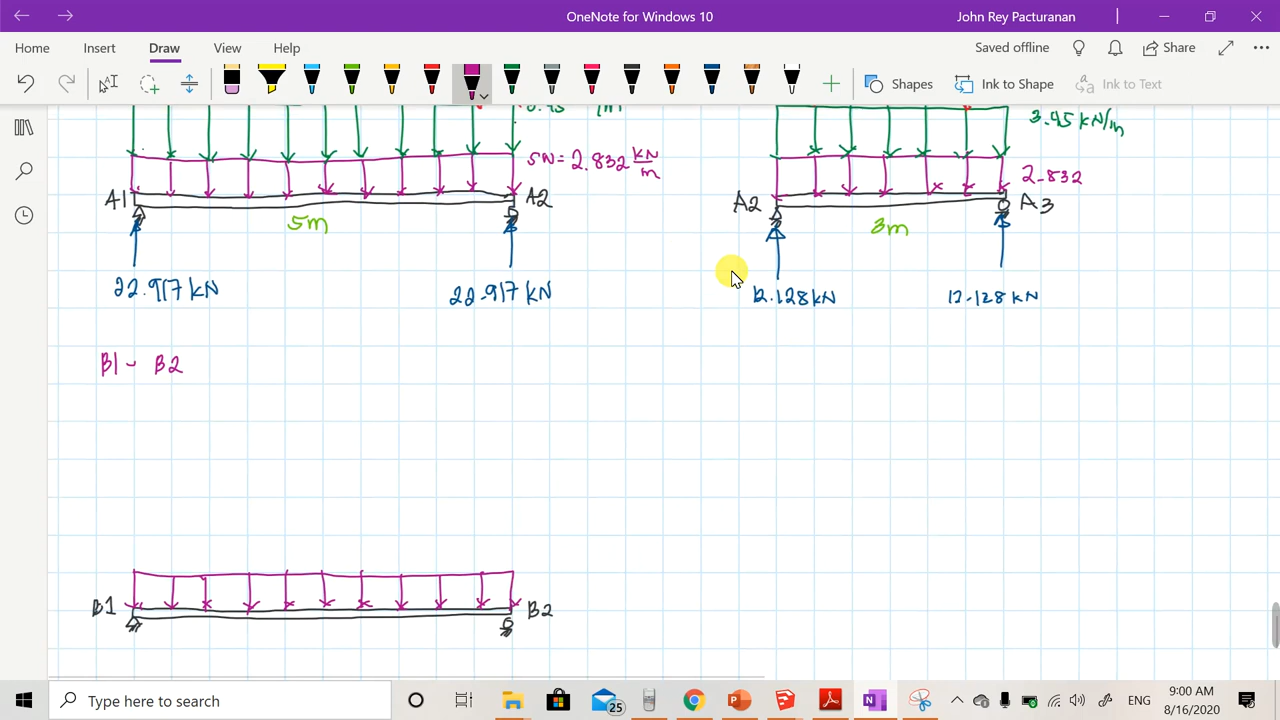 OneNote for Windows 10
John Rey Pacturanan
Home
Insert
Draw
View
Help
Saved offline
Share
Shapes
Ink to Shape
Ink to Text
/m
3.45 kN/m
SW = 2.832 kN/m
2.832
A1
A2
A2
A3
5m
3m
22.917 kN
22.917 kN
12.128 kN
12.128 kN
B1 - B2
B1
B2
Type here to search
25
ENG
9:00 AM
8/16/2020